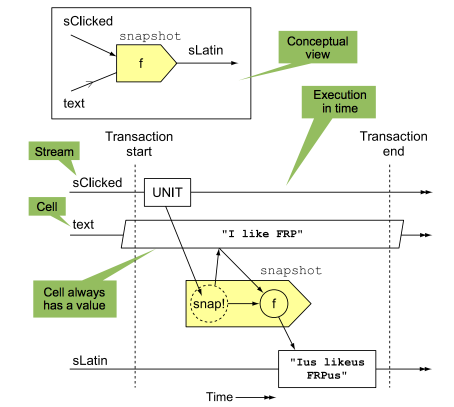 sClicked
snapshot
f
sLatin
text
Conceptual
view
Execution
in time
Transaction
start
Transaction
end
Stream
sClicked
UNIT
Cell
text
"I like FRP"
Cell always
has a value
snapshot
snap!
f
"Ius likeus
FRPus"
sLatin
Time